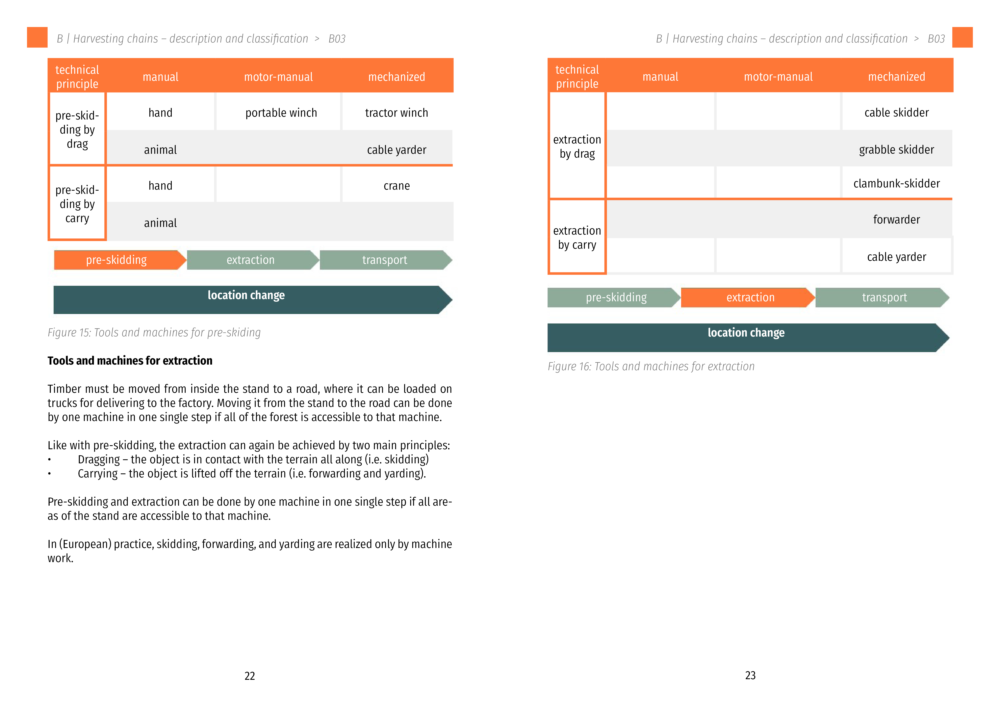 B | Harvesting chains – description and classification > B03
technical
principle
manual
motor-manual
mechanized
pre-skid-
ding by
drag
hand
portable winch
tractor winch
animal
cable yarder
pre-skid-
ding by
carry
hand
crane
animal
pre-skidding
extraction
transport
location change
Figure 15: Tools and machines for pre-skiding
Tools and machines for extraction
Timber must be moved from inside the stand to a road, where it can be loaded on
trucks for delivering to the factory. Moving it from the stand to the road can be done
by one machine in one single step if all of the forest is accessible to that machine.
Like with pre-skidding, the extraction can again be achieved by two main principles:
• Dragging – the object is in contact with the terrain all along (i.e. skidding)
• Carrying – the object is lifted off the terrain (i.e. forwarding and yarding).
Pre-skidding and extraction can be done by one machine in one single step if all are-
as of the stand are accessible to that machine.
In (European) practice, skidding, forwarding, and yarding are realized only by machine
work.
22
B | Harvesting chains – description and classification > B03
technical
principle
manual
motor-manual
mechanized
extraction
by drag
cable skidder
grabble skidder
clambunk-skidder
extraction
by carry
forwarder
cable yarder
pre-skidding
extraction
transport
location change
Figure 16: Tools and machines for extraction
23